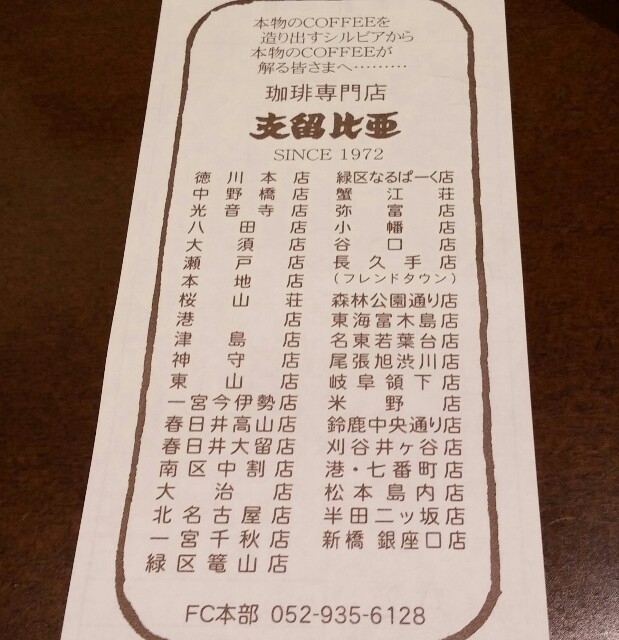 本物のCOFFEEを
造り出すシルビアから
本物のCOFFEEが
解る皆さまへ………
珈琲専門店
支留比亜
SINCE 1972
徳川本店
中野橋店
光音寺店
八田店
大須店
瀬戸店
本地店
桜山荘
港店
津島店
神守店
東山店
一宮今伊勢店
春日井高山店
春日井大留店
南区中割店
大治店
北名古屋店
一宮千秋店
緑区篭山店
緑区なるぱーく店
蟹江荘
弥富店
小幡店
谷口店
長久手店
(フレンドタウン)
森林公園通り店
東海富木島店
名東若葉台店
尾張旭渋川店
岐阜領下店
米野店
鈴鹿中央通り店
刈谷井ヶ谷店
港・七番町店
松本島内店
半田二ッ坂店
新橋 銀座口店
FC本部 052-935-6128